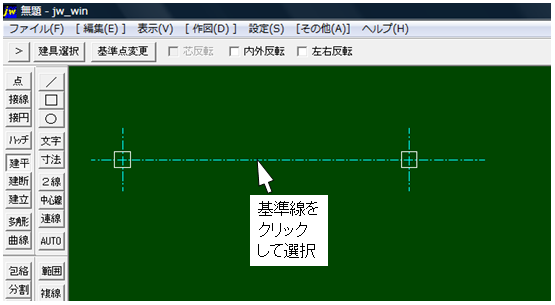 jw 無題 - jw_win
ファイル(F) [ 編集(E) ] 表示(V) [ 作図(D) ] 設定(S) [その他(A)] ヘルプ(H)
> 建具選択 基準点変更 芯反転 内外反転 左右反転
点 ／
接線 □
接円 ○
ハッチ 文字
建平 寸法
建断 2線
建立 中心線
多角形 連線
曲線 AUTO
包絡 範囲
分割 複線
基準線を
クリック
して選択